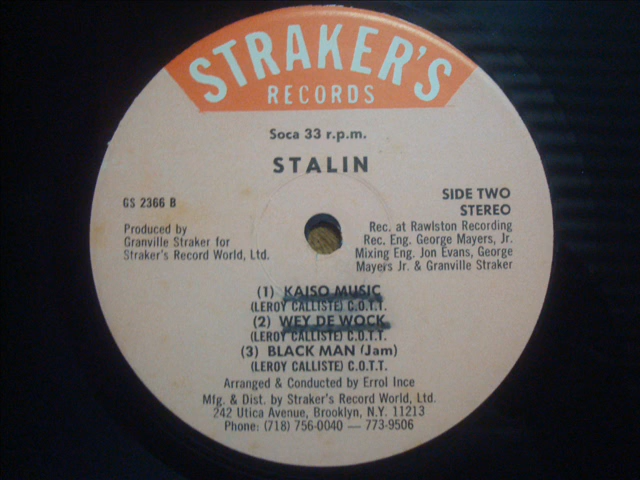 STRAKER'S
RECORDS
Soca 33 r.p.m.
STALIN
GS 2366 B
SIDE TWO
STEREO
Produced by
Granville Straker for
Straker's Record World, Ltd.
Rec. at Rawlston Recording
Rec. Eng. George Mayers, Jr.
Mixing Eng. Jon Evans, George
Mayers Jr. & Granville Straker
(1) KAISO MUSIC
(LEROY CALLISTE) C.O.T.T.
(2) WEY DE WOCK
(LEROY CALLISTE) C.O.T.T.
(3) BLACK MAN (Jam)
(LEROY CALLISTE) C.O.T.T.
Arranged & Conducted by Errol Ince
Mfg. & Dist. by Straker's Record World, Ltd.
242 Utica Avenue, Brooklyn, N.Y. 11213
Phone: (718) 756-0040 — 773-9506